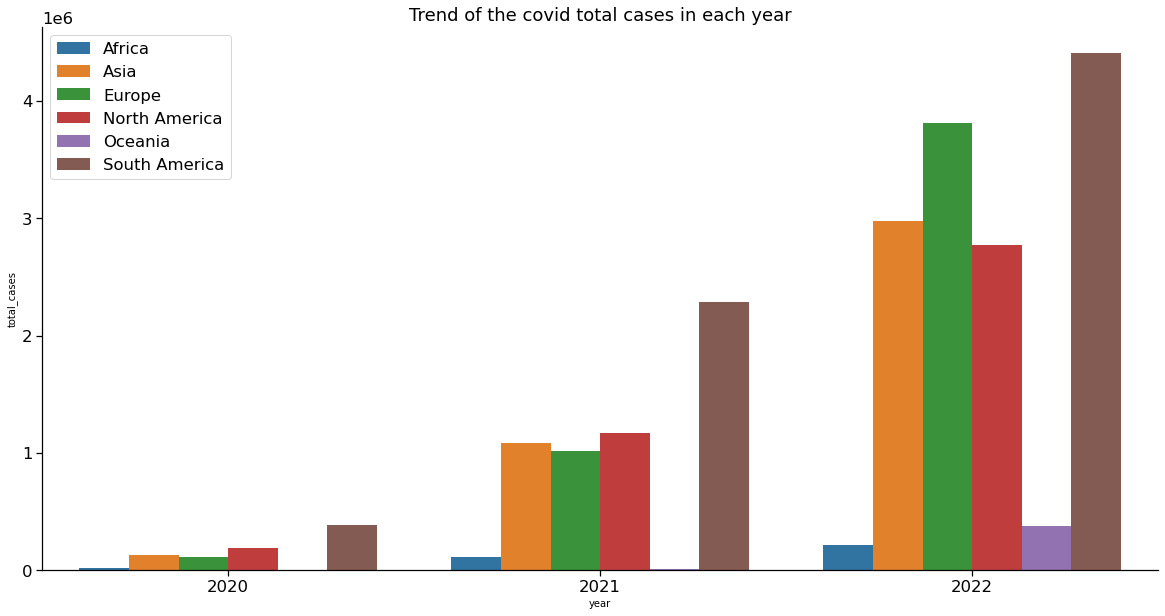 Trend of the covid total cases in each year
1e6
Africa
Asia
Europe
North America
Oceania
South America
4
3
2
1
0
total_cases
2020
2021
2022
year